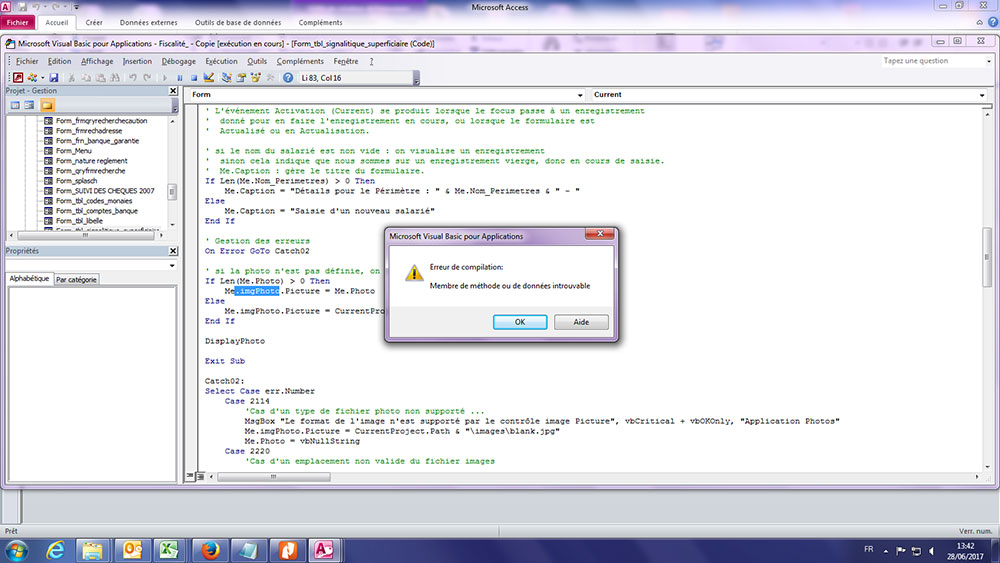 Microsoft Access
Fichier Accueil Créer Données externes Outils de base de données Compléments
Microsoft Visual Basic pour Applications - Fiscalité_ - Copie [exécution en cours] - [Form_tbl_signalitique_superficiaire (Code)]
Fichier Edition Affichage Insertion Débogage Exécution Outils Compléments Fenêtre ?
Tapez une question
Li 83, Col 16
Projet - Gestion
Form_frmqryrecherchecaution
Form_frmrechadresse
Form_frn_banque_garantie
Form_Menu
Form_nature reglement
Form_qryfrmrecherche
Form_splasch
Form_SUIVI DES CHEQUES 2007
Form_tbl_codes_monaies
Form_tbl_comptes_banque
Form_tbl_libelle
Form_tbl_signalitique_superficiaire
Propriétés
Alphabétique Par catégorie
Form
Current
' L'évènement Activation (Current) se produit lorsque le focus passe à un enregistrement
' donné pour en faire l'enregistrement en cours, ou lorsque le formulaire est
' Actualisé ou en Actualisation.
' si le nom du salarié est non vide : on visualise un enregistrement
' sinon cela indique que nous sommes sur un enregistrement vierge, donc en cours de saisie.
' Me.Caption : gère le titre du formulaire.
If Len(Me.Nom_Perimetres) > 0 Then
Me.Caption = "Détails pour le Périmètre : " & Me.Nom_Perimetres & " - "
Else
Me.Caption = "Saisie d'un nouveau salarié"
End If
' Gestion des erreurs
On Error GoTo Catch02
' si la photo n'est pas définie, on
If Len(Me.Photo) > 0 Then
Me.imgPhoto.Picture = Me.Photo
Else
Me.imgPhoto.Picture = CurrentProj
End If
DisplayPhoto
Exit Sub
Catch02:
Select Case err.Number
Case 2114
'Cas d'un type de fichier photo non supporté ...
MsgBox "Le format de l'image n'est supporté par le contrôle image Picture", vbCritical + vbOKOnly, "Application Photos"
Me.imgPhoto.Picture = CurrentProject.Path & "\images\blank.jpg"
Me.Photo = vbNullString
Case 2220
'Cas d'un emplacement non valide du fichier images
Microsoft Visual Basic pour Applications
Erreur de compilation:
Membre de méthode ou de données introuvable
OK Aide
Prêt
Verr. num.
FR
13:42
28/06/2017